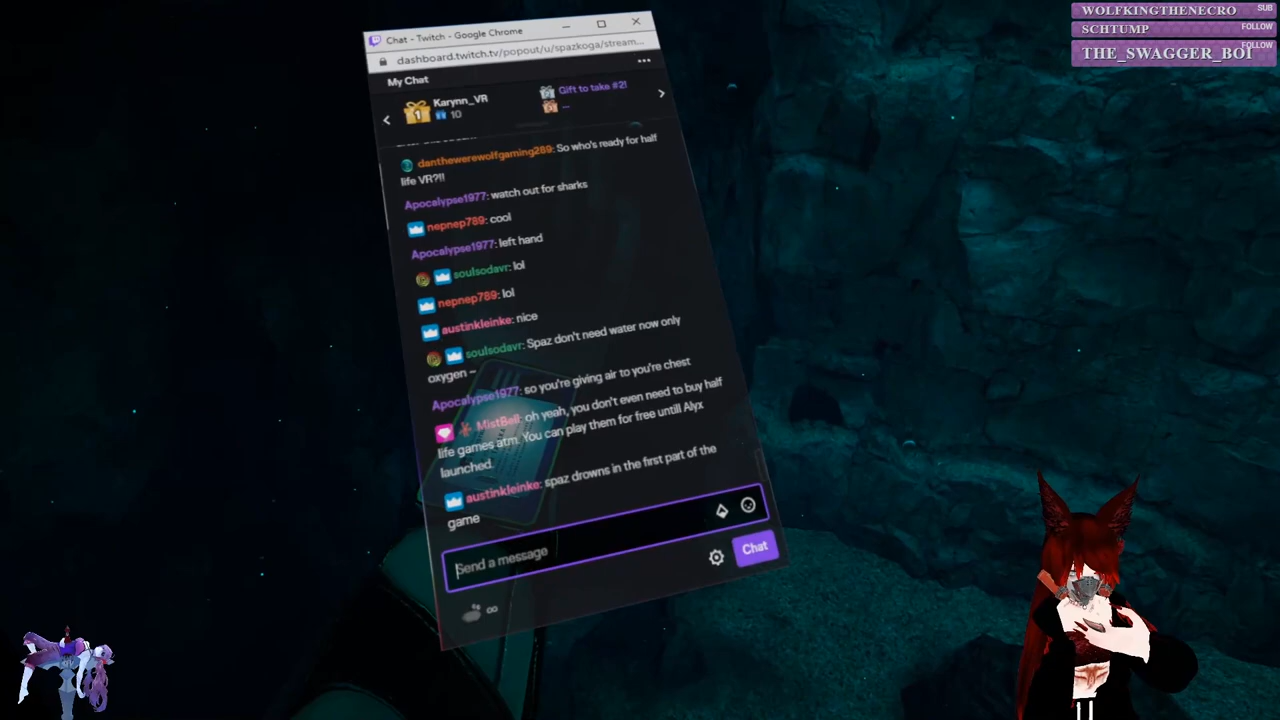 WOLFKINGTHENECRO SUB
SCHTUMP FOLLOW
THE_SWAGGER_BOI FOLLOW
Chat - Twitch - Google Chrome
dashboard.twitch.tv/popout/u/spazkoga/stream...
My Chat
Karynn_VR
10
Gift to take #2!
danthewerewolfgaming289: So who's ready for half
life VR?!!
Apocalypse1977: watch out for sharks
nepnep789: cool
Apocalypse1977: left hand
soulsodavr: lol
nepnep789: lol
austinkleinke: nice
soulsodavr: Spaz don't need water now only
oxygen ~
Apocalypse1977: so you're giving air to you're chest
MistBell: oh yeah, you don't even need to buy half
life games atm. You can play them for free untill Alyx
launched.
austinkleinke: spaz drowns in the first part of the
game
Send a message
Chat
∞